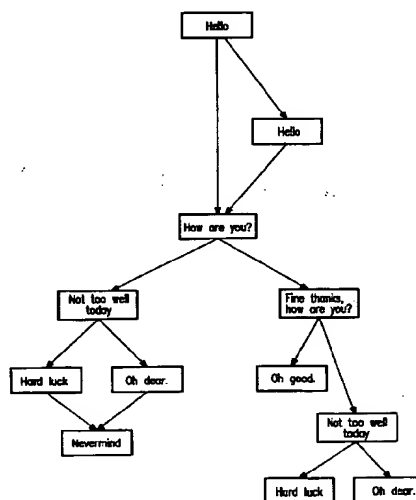 Hello
Hello
How are you?
Not too well
today
Fine thanks,
how are you?
Hard luck
Oh dear.
Oh good.
Nevermind
Not too well
today
Hard luck
Oh dear.